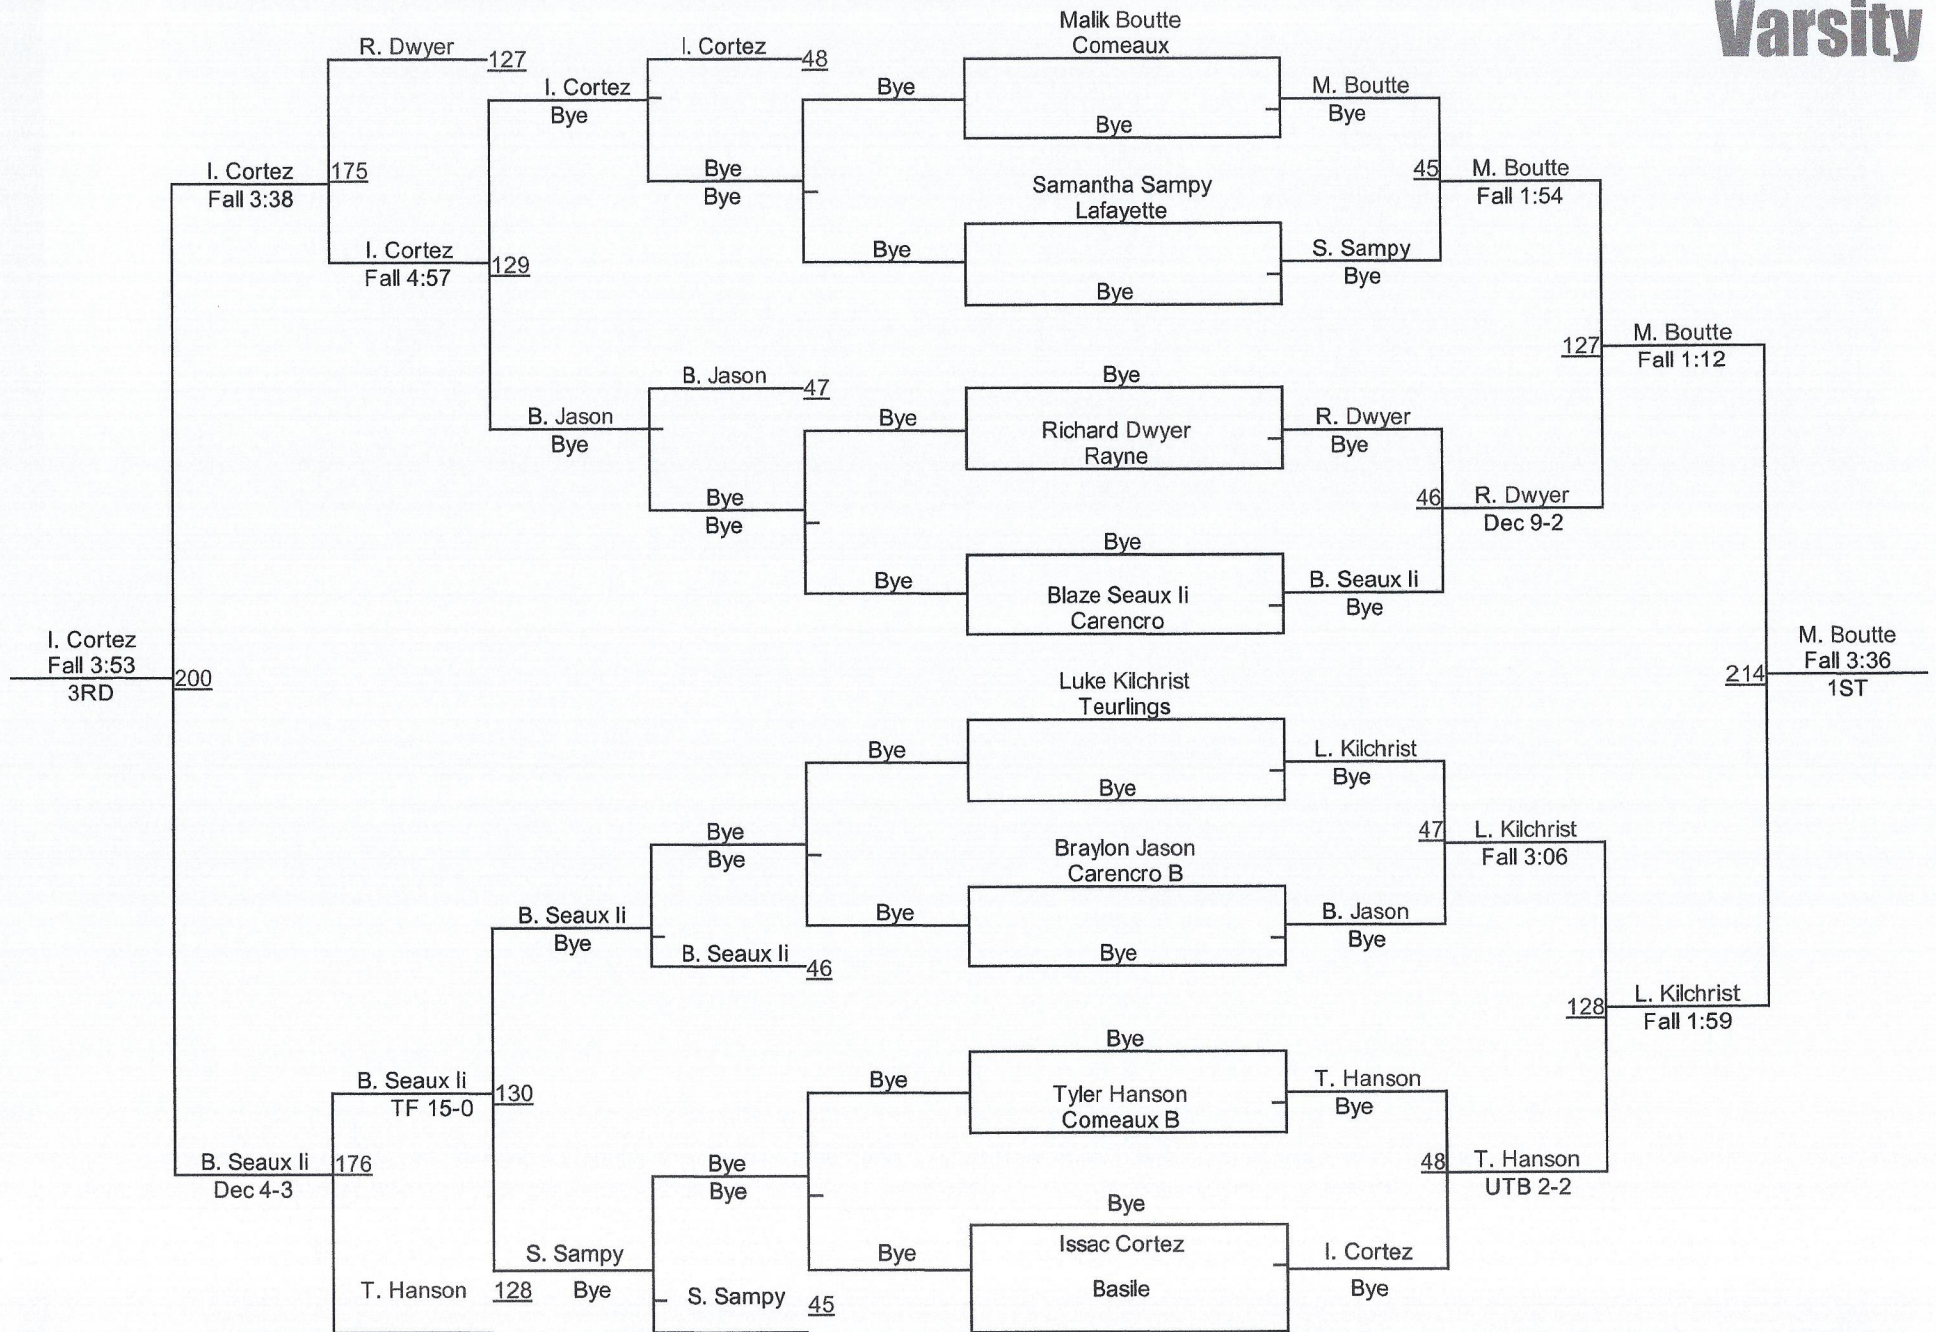 Varsity
R. Dwyer
127
I. Cortez
Bye
I. Cortez
48
Bye
Malik Boutte
Comeaux
Bye
M. Boutte
Bye
I. Cortez
Fall 3:38
175
Bye
Bye
Samantha Sampy
Lafayette
Bye
Bye
S. Sampy
Bye
45
M. Boutte
Fall 1:54
I. Cortez
Fall 4:57
129
127
M. Boutte
Fall 1:12
B. Jason
47
B. Jason
Bye
Bye
Bye
Richard Dwyer
Rayne
R. Dwyer
Bye
46
R. Dwyer
Dec 9-2
Bye
Bye
Bye
Bye
Blaze Seaux Ii
Carencro
B. Seaux Ii
Bye
I. Cortez
Fall 3:53
3RD
200
214
M. Boutte
Fall 3:36
1ST
Luke Kilchrist
Teurlings
Bye
Bye
L. Kilchrist
Bye
Bye
Bye
Braylon Jason
Carencro B
47
L. Kilchrist
Fall 3:06
B. Seaux Ii
Bye
Bye
Bye
B. Jason
Bye
B. Seaux Ii
46
128
L. Kilchrist
Fall 1:59
B. Seaux Ii
TF 15-0
130
Bye
Bye
Tyler Hanson
Comeaux B
T. Hanson
Bye
B. Seaux Ii
Dec 4-3
176
Bye
Bye
48
T. Hanson
UTB 2-2
S. Sampy
Bye
Bye
Bye
Issac Cortez
Basile
I. Cortez
Bye
T. Hanson
128
S. Sampy
45